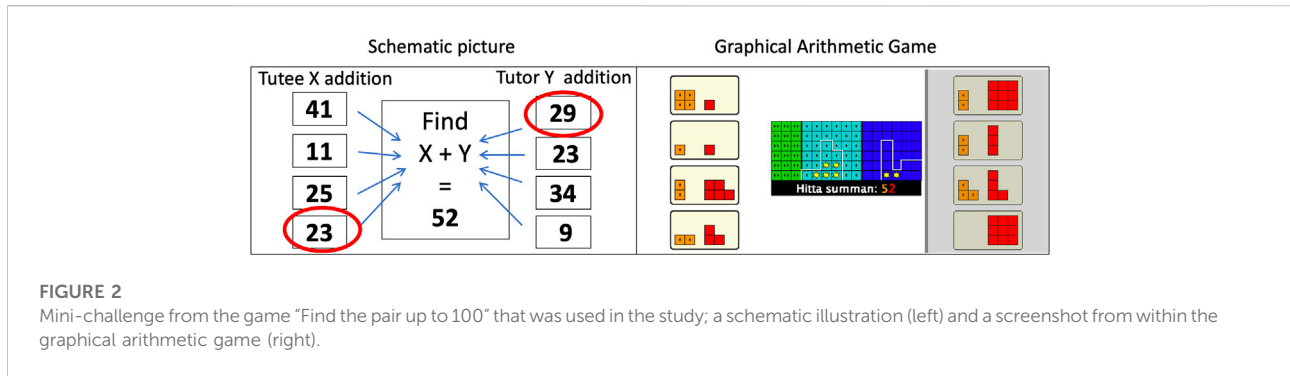 Schematic picture
Graphical Arithmetic Game
Tutee X addition
Tutor Y addition
41
11
25
23
Find
X + Y
=
52
29
23
34
9
Hitta summan: 52
FIGURE 2
Mini-challenge from the game “Find the pair up to 100” that was used in the study; a schematic illustration (left) and a screenshot from within the
graphical arithmetic game (right).